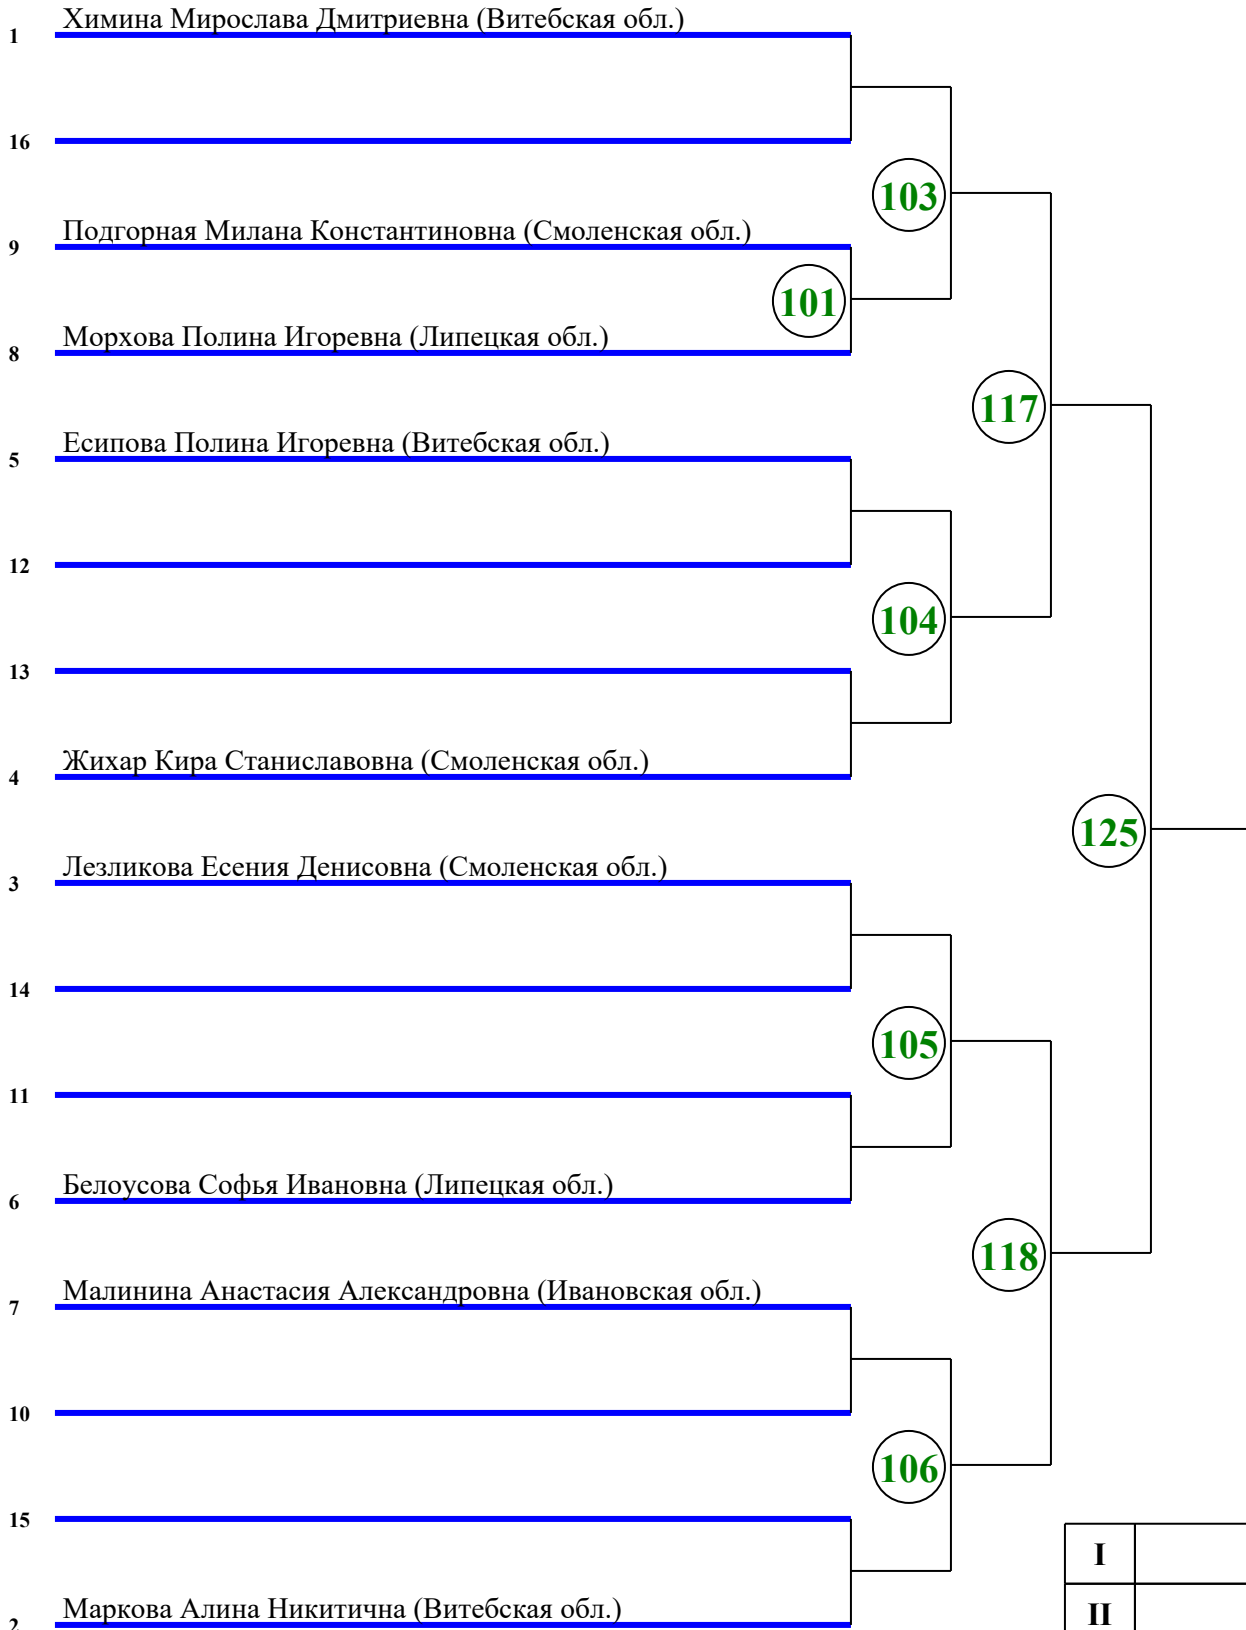 1 Химина Мирослава Дмитриевна (Витебская обл.)
16
103
9 Подгорная Милана Константиновна (Смоленская обл.)
101
8 Морхова Полина Игоревна (Липецкая обл.)
117
5 Есипова Полина Игоревна (Витебская обл.)
12
104
13
4 Жихар Кира Станиславовна (Смоленская обл.)
125
3 Лезликова Есения Денисовна (Смоленская обл.)
14
105
11
6 Белоусова Софья Ивановна (Липецкая обл.)
118
7 Малинина Анастасия Александровна (Ивановская обл.)
10
106
15
I
2 Маркова Алина Никитична (Витебская обл.)
II